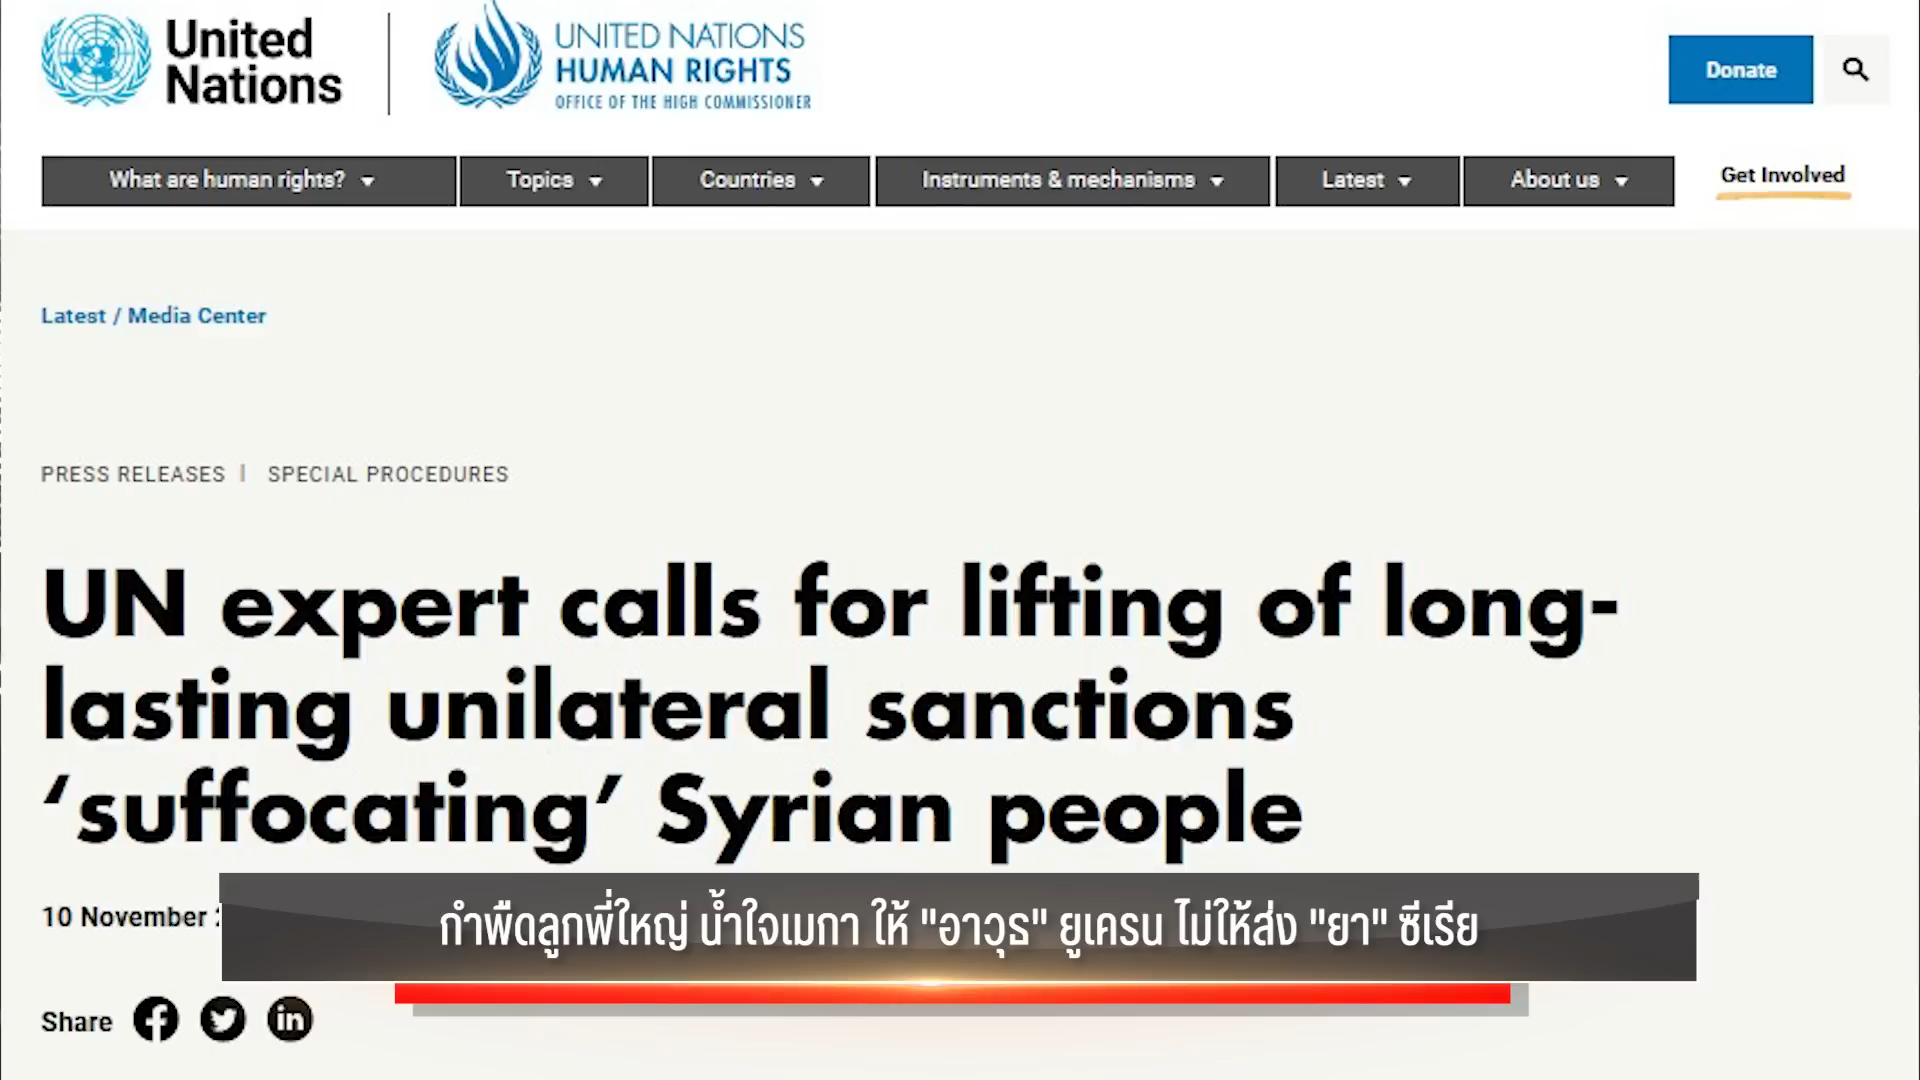 United
Nations
UNITED NATIONS
HUMAN RIGHTS
OFFICE OF THE HIGH COMMISSIONER
Donate
What are human rights?
Topics
Countries
Instruments & mechanisms
Latest
About us
Get Involved
Latest / Media Center
PRESS RELEASES | SPECIAL PROCEDURES
UN expert calls for lifting of long-
lasting unilateral sanctions
‘suffocating’ Syrian people
10 November
กำพืดลูกพี่ใหญ่ น้ำใจเมกา ให้ "อาวุธ" ยูเครน ไม่ให้ส่ง "ยา" ซีเรีย
Share